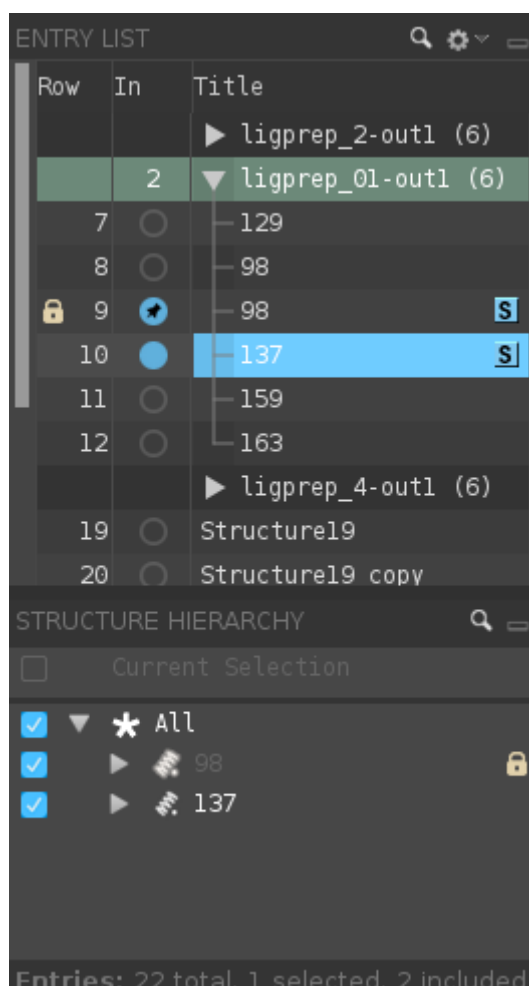 ENTRY LIST
Row In Title
ligprep_2-out1 (6)
2 ligprep_01-out1 (6)
7 129
8 98
9 98 S
10 137 S
11 159
12 163
ligprep_4-out1 (6)
19 Structure19
20 Structure19 copy
STRUCTURE HIERARCHY
Current Selection
All
98
137
Entries: 22 total, 1 selected, 2 included